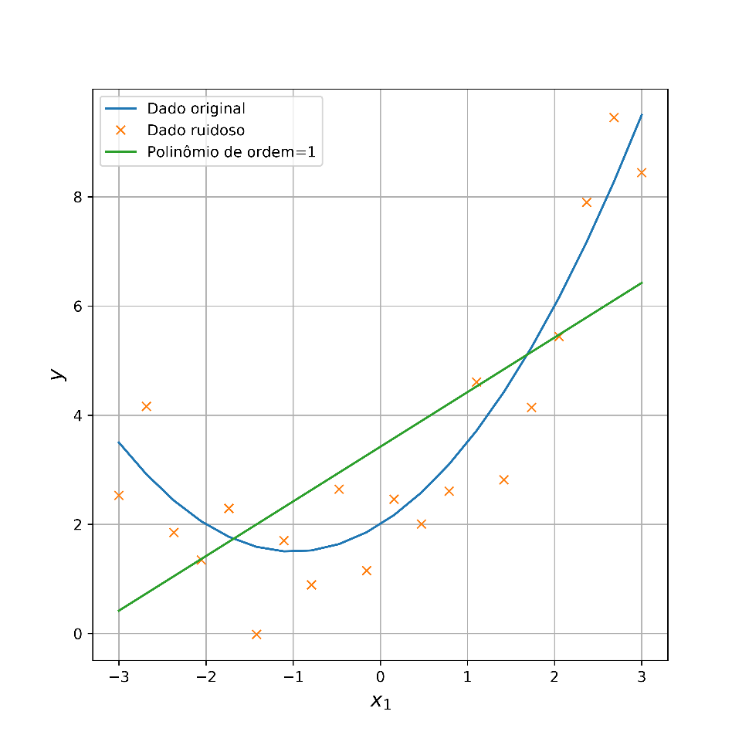 Dado original
Dado ruidoso
Polinômio de ordem=1
8
6
4
2
0
y
−3 −2 −1 0 1 2 3
x₁